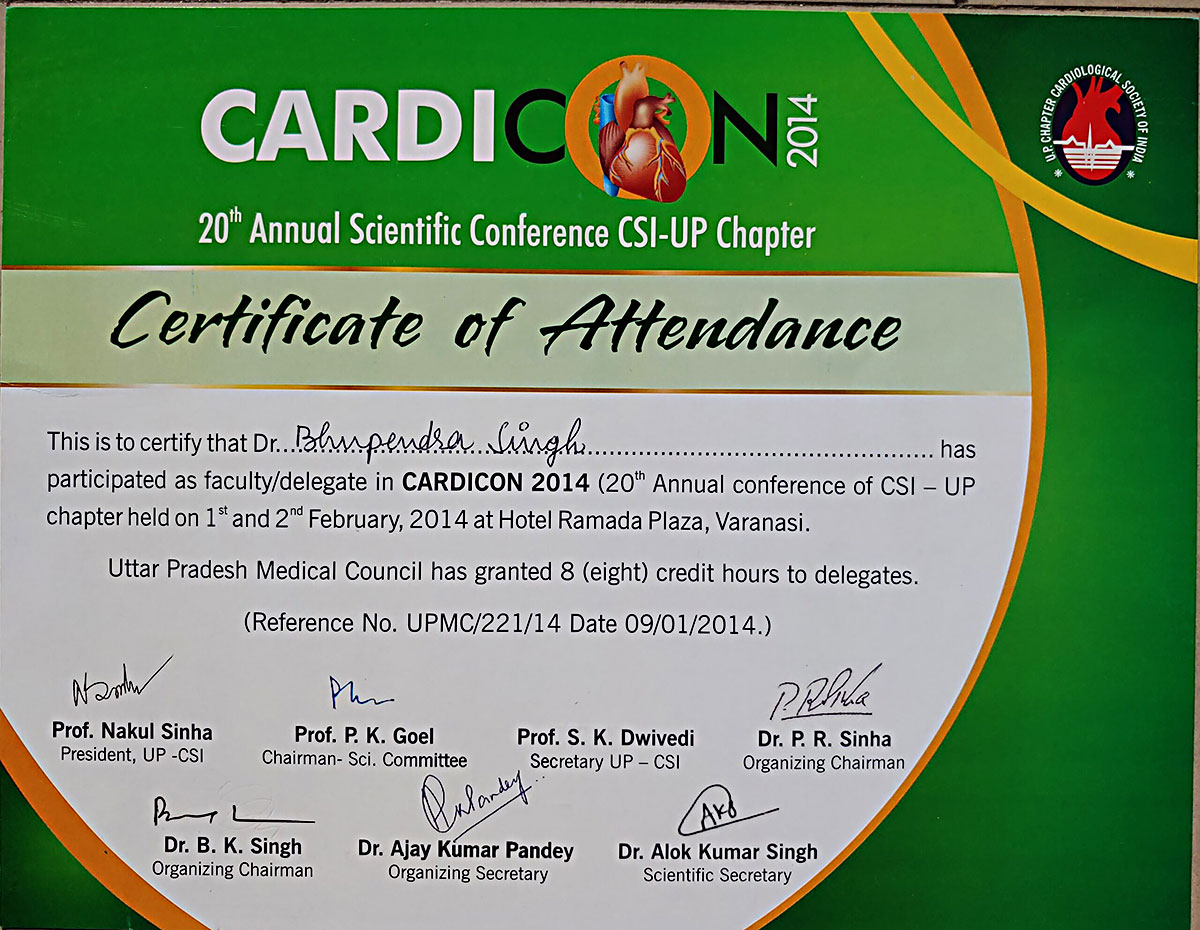 CARDICON 2014
U.P CHAPTER CARDIOLOGICAL SOCIETY OF INDIA
20th Annual Scientific Conference CSI-UP Chapter
Certificate of Attendance
This is to certify that Dr. Bhupendra Singh has
participated as faculty/delegate in CARDICON 2014 (20th Annual conference of CSI – UP
chapter held on 1st and 2nd February, 2014 at Hotel Ramada Plaza, Varanasi.
Uttar Pradesh Medical Council has granted 8 (eight) credit hours to delegates.
(Reference No. UPMC/221/14 Date 09/01/2014.)
Prof. Nakul Sinha Prof. P. K. Goel Prof. S. K. Dwivedi Dr. P. R. Sinha
President, UP -CSI Chairman- Sci. Committee Secretary UP – CSI Organizing Chairman
Dr. B. K. Singh Dr. Ajay Kumar Pandey Dr. Alok Kumar Singh
Organizing Chairman Organizing Secretary Scientific Secretary